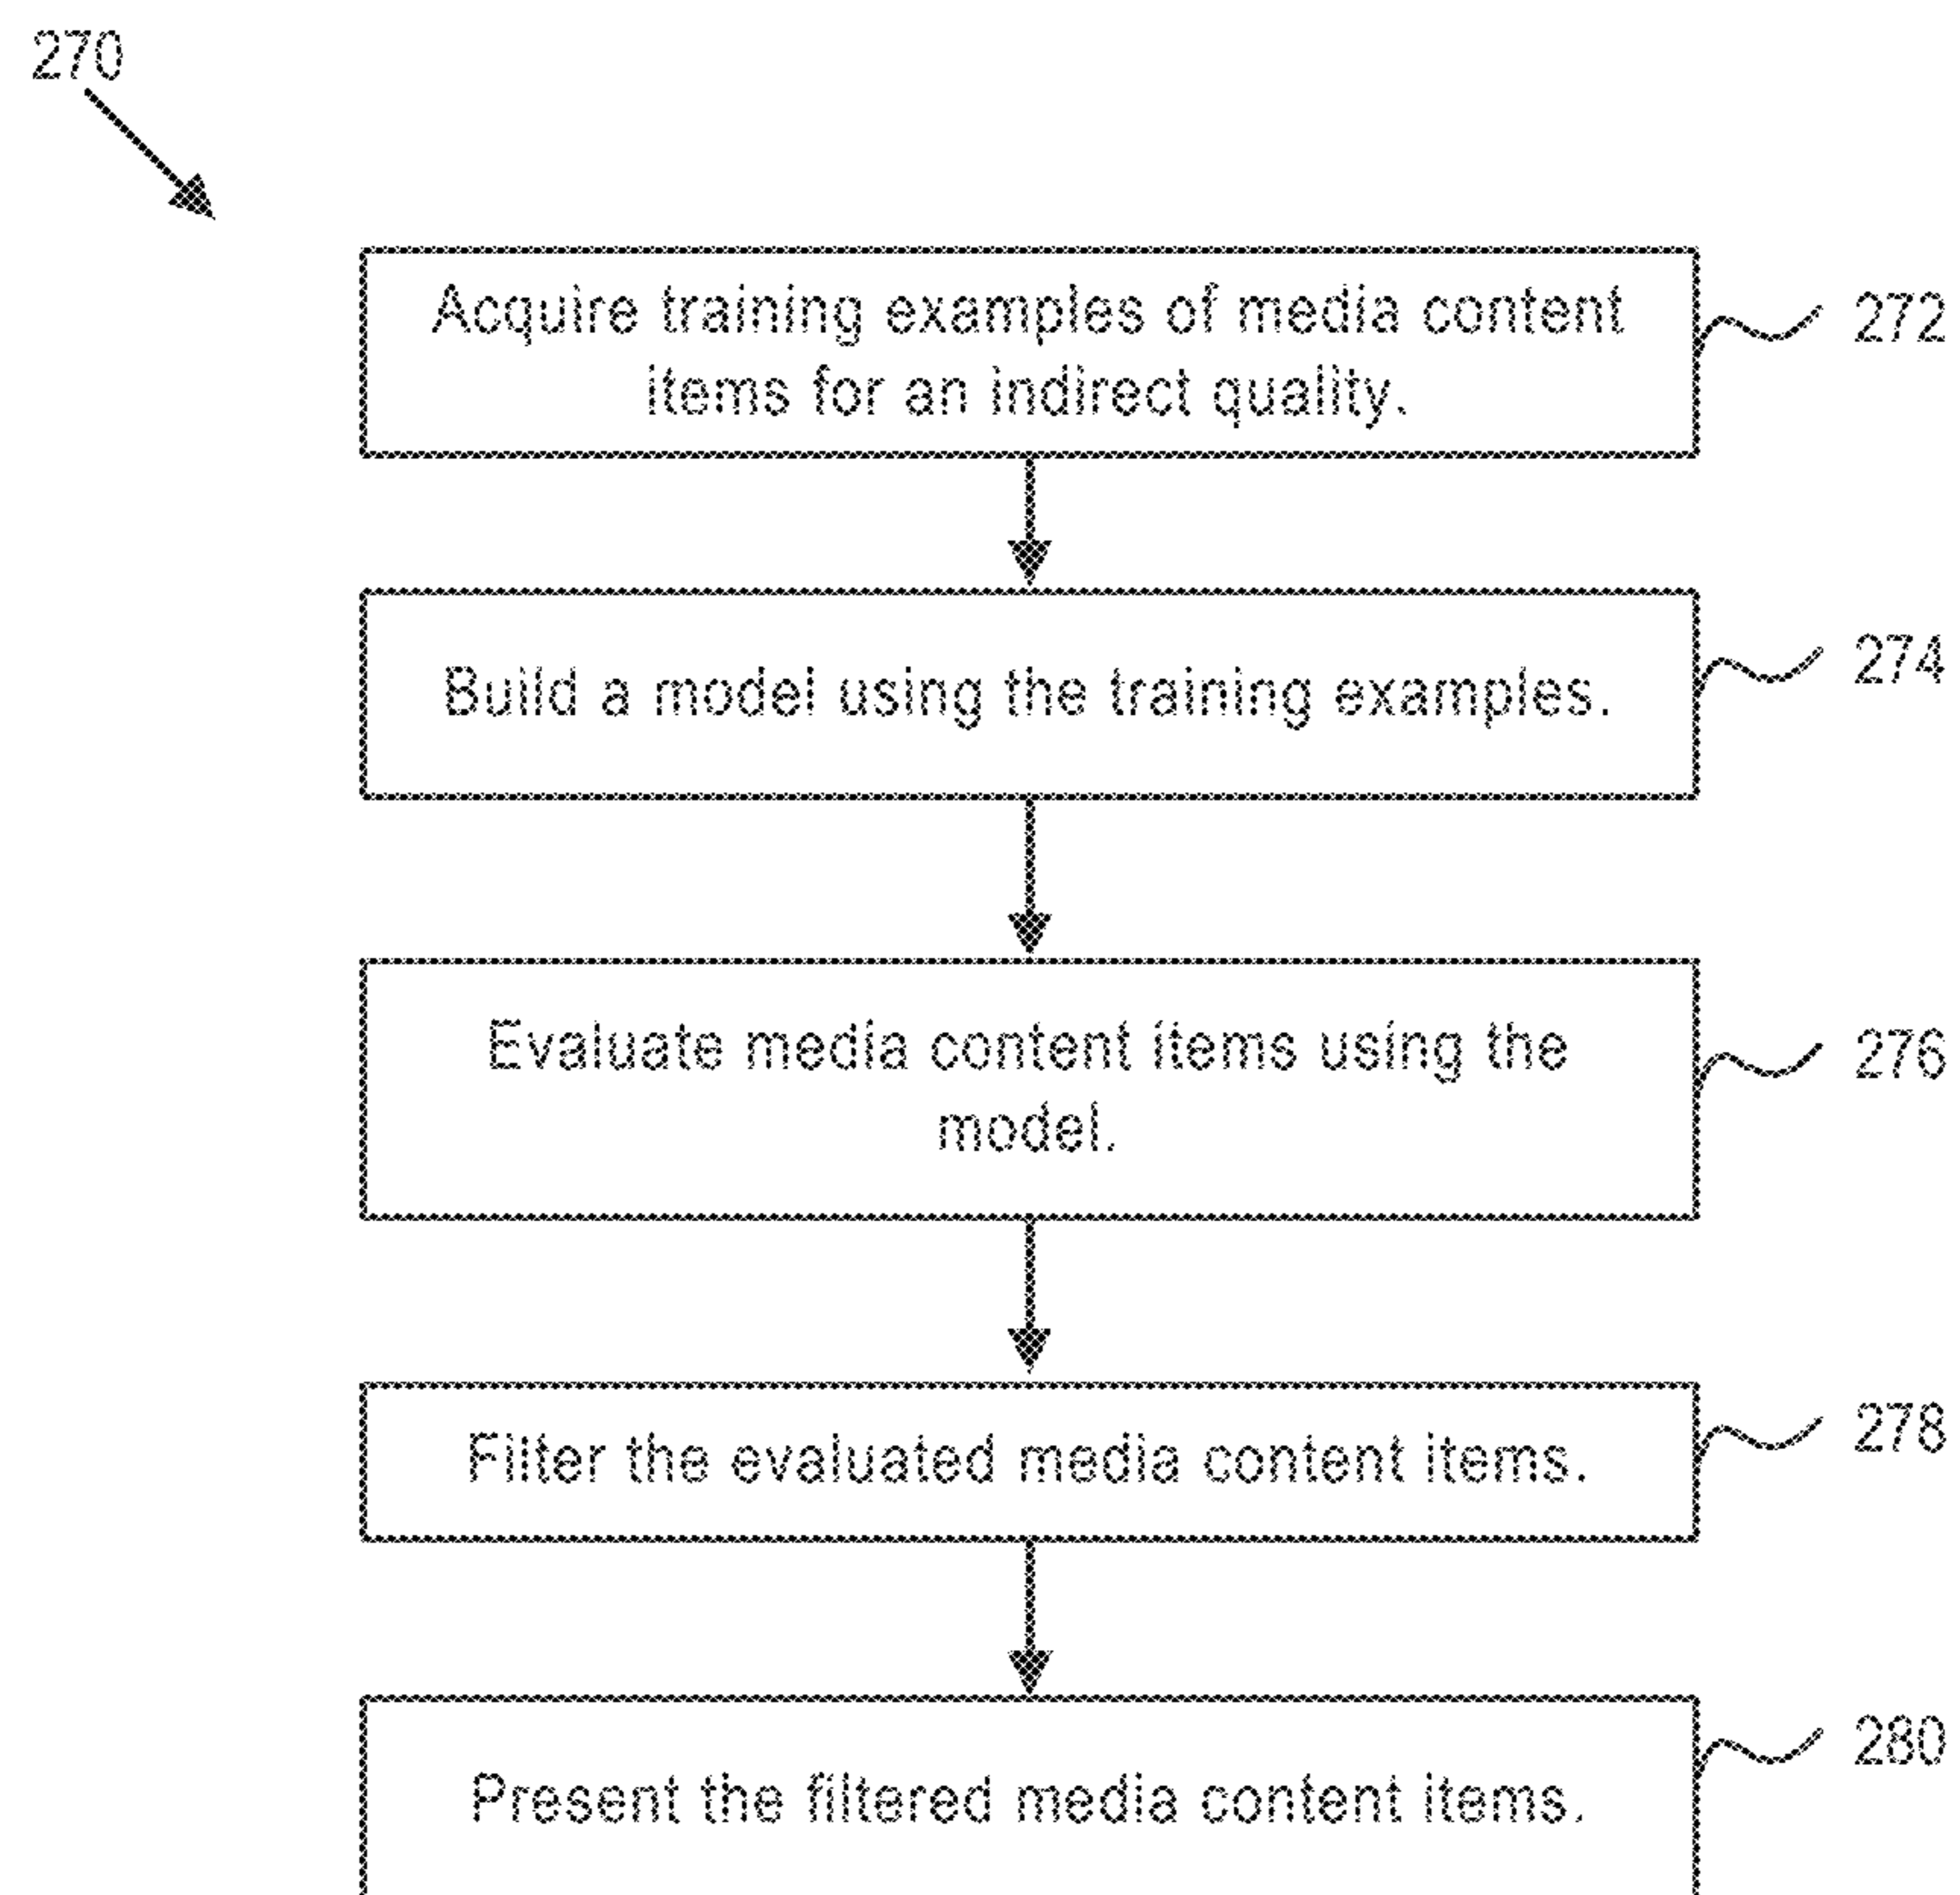 270
Acquire training examples of media content
items for an indirect quality.
272
Build a model using the training examples.
274
Evaluate media content items using the
model.
276
Filter the evaluated media content items.
278
Present the filtered media content items.
280